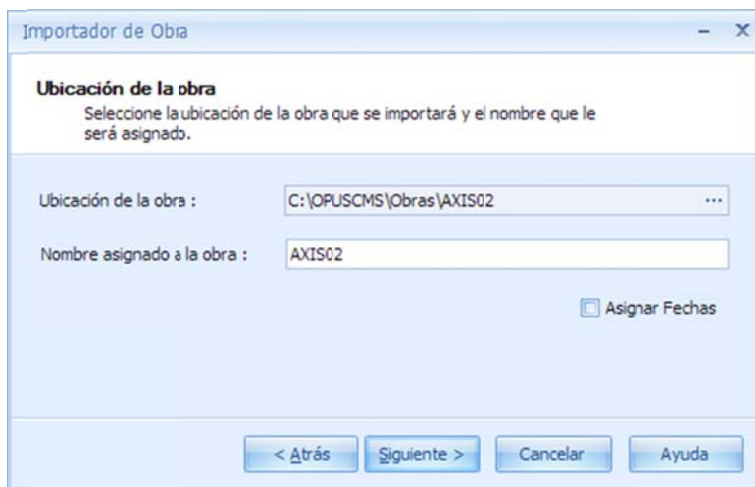 Importador de Obra
Ubicación de la obra
Seleccione la ubicación de la obra que se importará y el nombre que le
será asignado.
Ubicación de la obra : C:\OPUSCMS\Obras\AXIS02 ...
Nombre asignado a la obra : AXIS02
Asignar Fechas
< Atrás Siguiente > Cancelar Ayuda